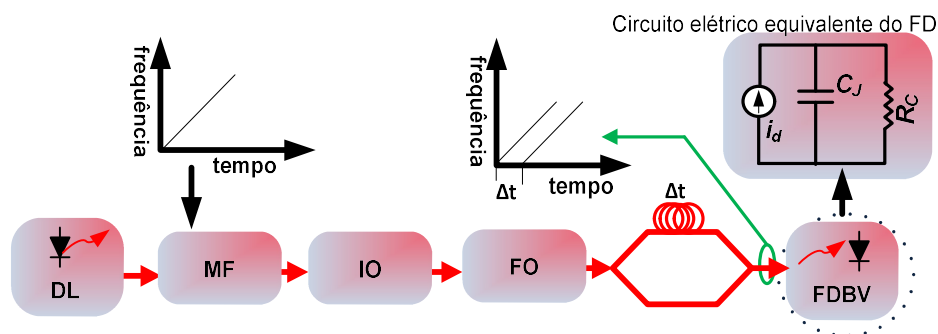 Circuito elétrico equivalente do FD
frequência
tempo
frequência
Δt
tempo
i_d
C_J
R_C
Δt
DL
MF
IO
FO
FDBV